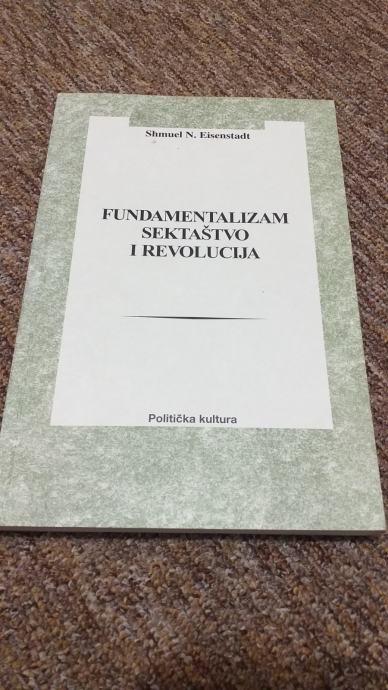 Shmuel N. Eisenstadt
FUNDAMENTALIZAM
SEKTAŠTVO
I REVOLUCIJA
Politička kultura